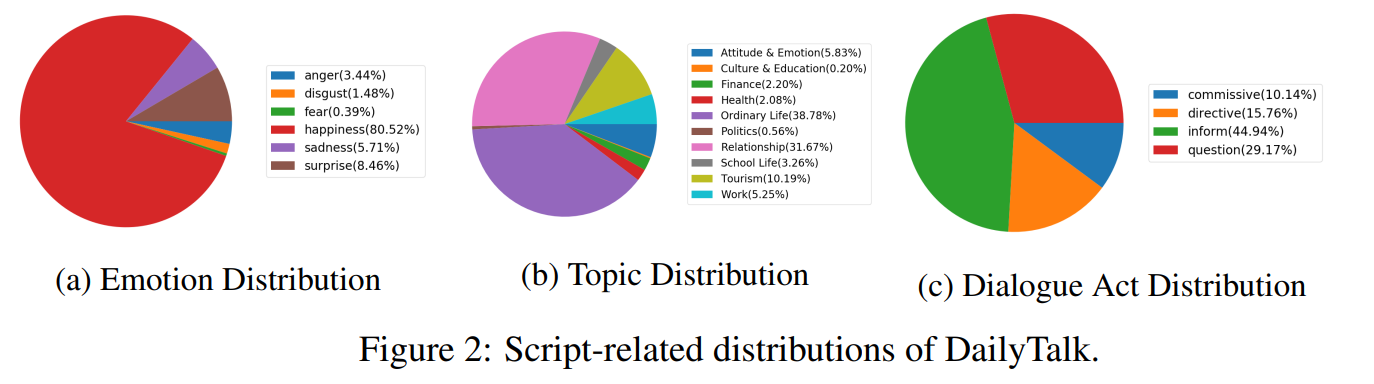 anger(3.44%)
disgust(1.48%)
fear(0.39%)
happiness(80.52%)
sadness(5.71%)
surprise(8.46%)
(a) Emotion Distribution
Attitude & Emotion(5.83%)
Culture & Education(0.20%)
Finance(2.20%)
Health(2.08%)
Ordinary Life(38.78%)
Politics(0.56%)
Relationship(31.67%)
School Life(3.26%)
Tourism(10.19%)
Work(5.25%)
(b) Topic Distribution
commissive(10.14%)
directive(15.76%)
inform(44.94%)
question(29.17%)
(c) Dialogue Act Distribution
Figure 2: Script-related distributions of DailyTalk.